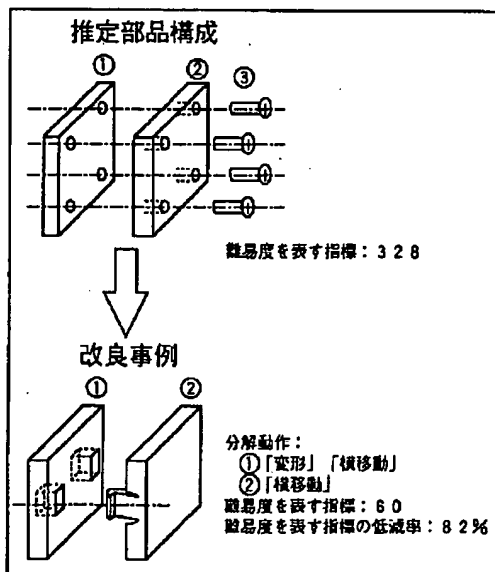 推定部品構成
① ② ③
難易度を表す指標：３２８
改良事例
① ②
分解動作：
①「変形」「横移動」
②「横移動」
難易度を表す指標：６０
難易度を表す指標の低減率：８２％